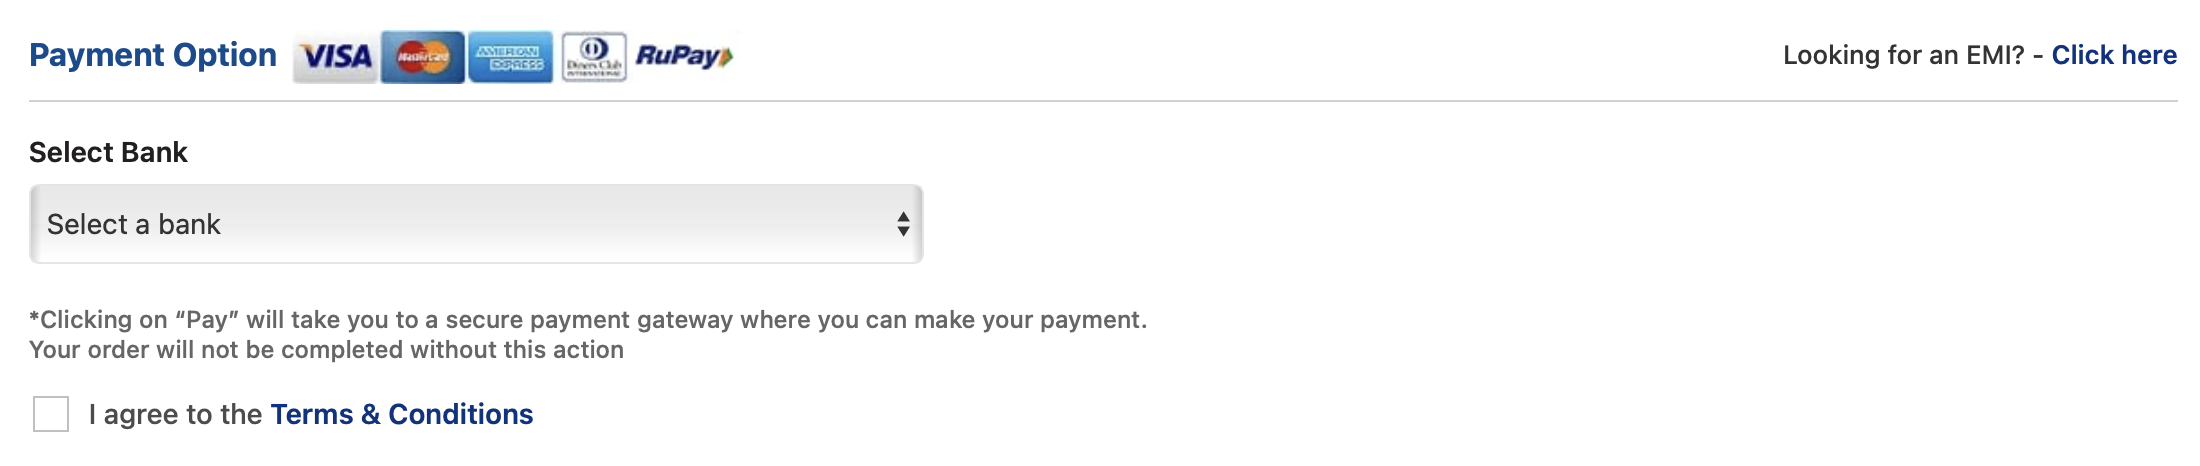 Payment Option VISA MasterCard AMERICAN EXPRESS Diners Club INTERNATIONAL RuPay Looking for an EMI? - Click here
Select Bank
Select a bank
*Clicking on “Pay” will take you to a secure payment gateway where you can make your payment.
Your order will not be completed without this action
I agree to the Terms & Conditions